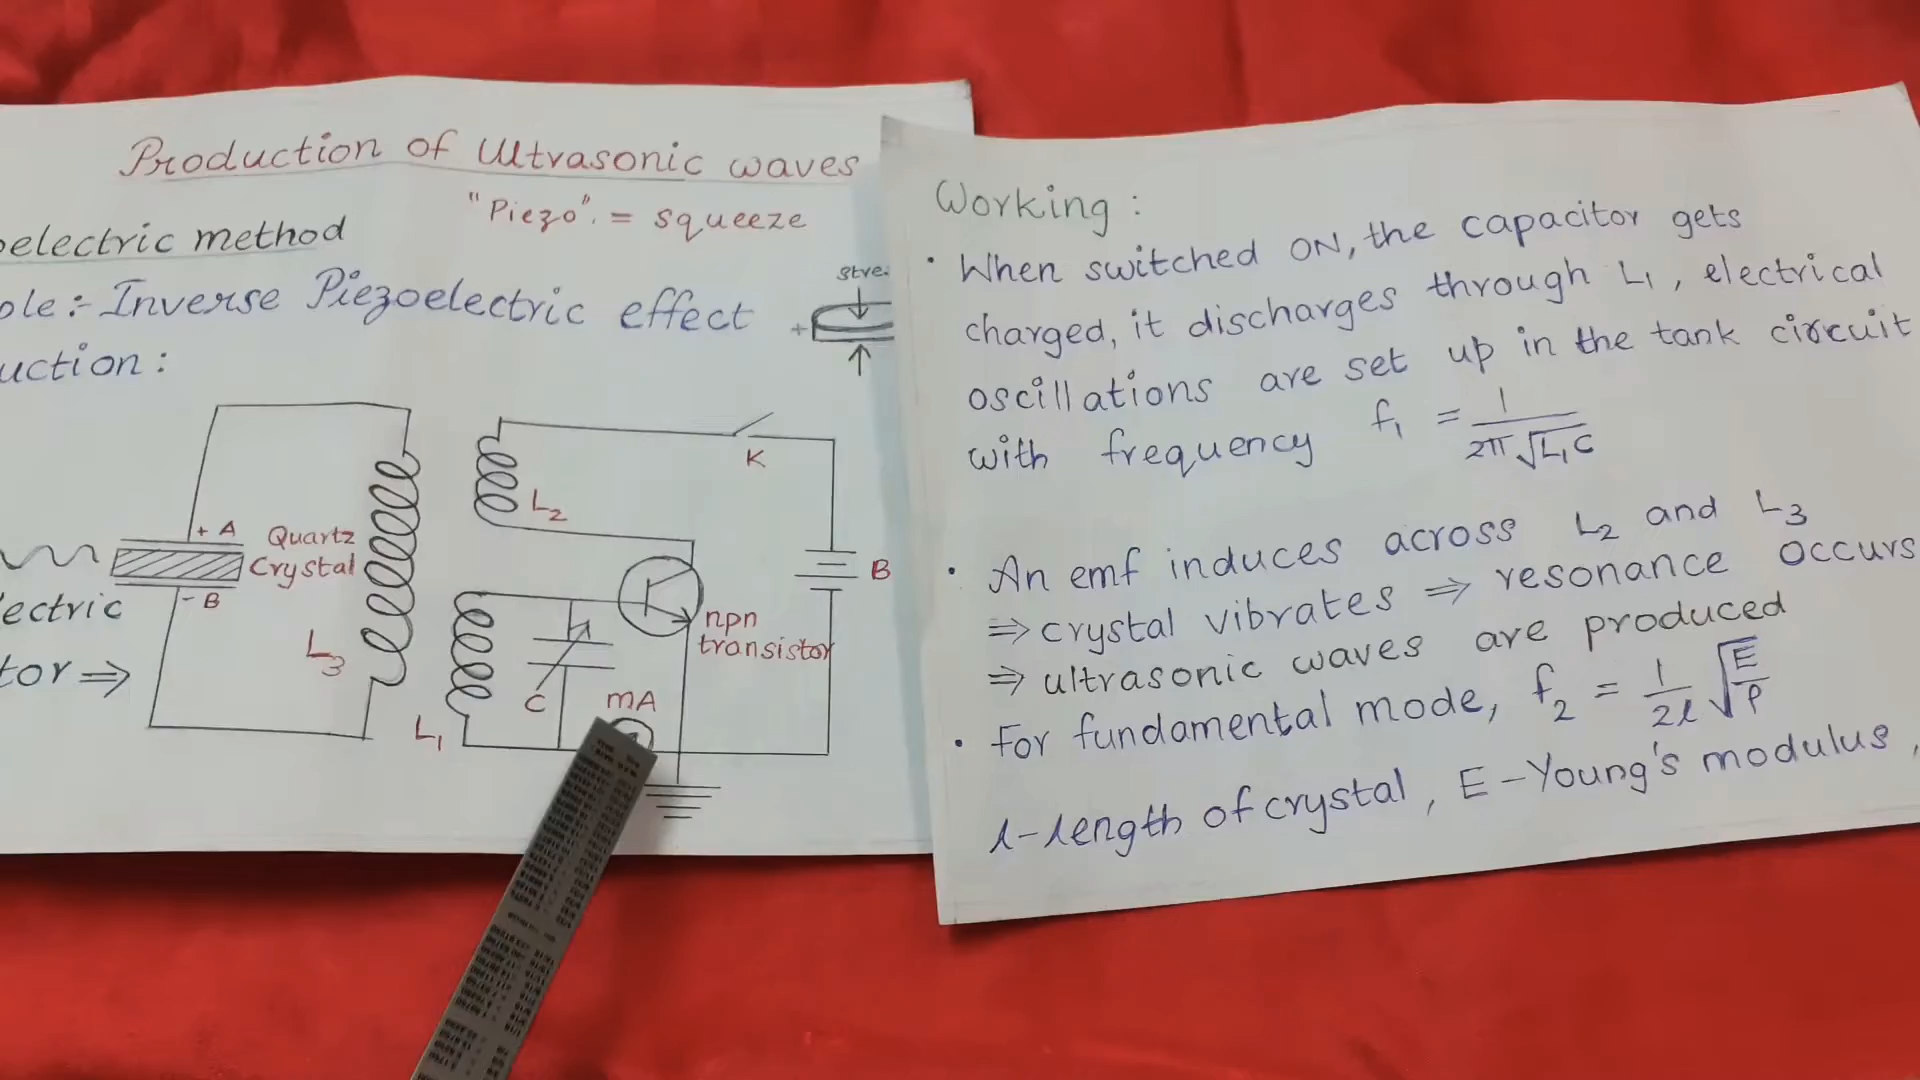 Production of Ultrasonic waves
"Piezo". = squeeze
oelectric method
ole:- Inverse Piezoelectric effect
uction:
stre
+
K
L2
+ A
Quartz
Crystal
- B
B
ectric
tor ⇒
L3
npn
transistor
C
mA
L1
Working:
• When switched ON, the capacitor gets
charged, it discharges through L1, electrical
oscillations are set up in the tank circuit
with frequency f1 = 1/2π√L1C
• An emf induces across L2 and L3
⇒ crystal vibrates ⇒ resonance occurs
⇒ ultrasonic waves are produced
• For fundamental mode, f2 = 1/2l √E/ρ
l-length of crystal, E-Young's modulus,